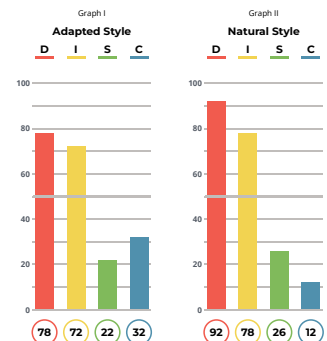 Graph I
Adapted Style
D I S C
100
80
60
40
20
0
78 72 22 32
Graph II
Natural Style
D I S C
100
80
60
40
20
0
92 78 26 12